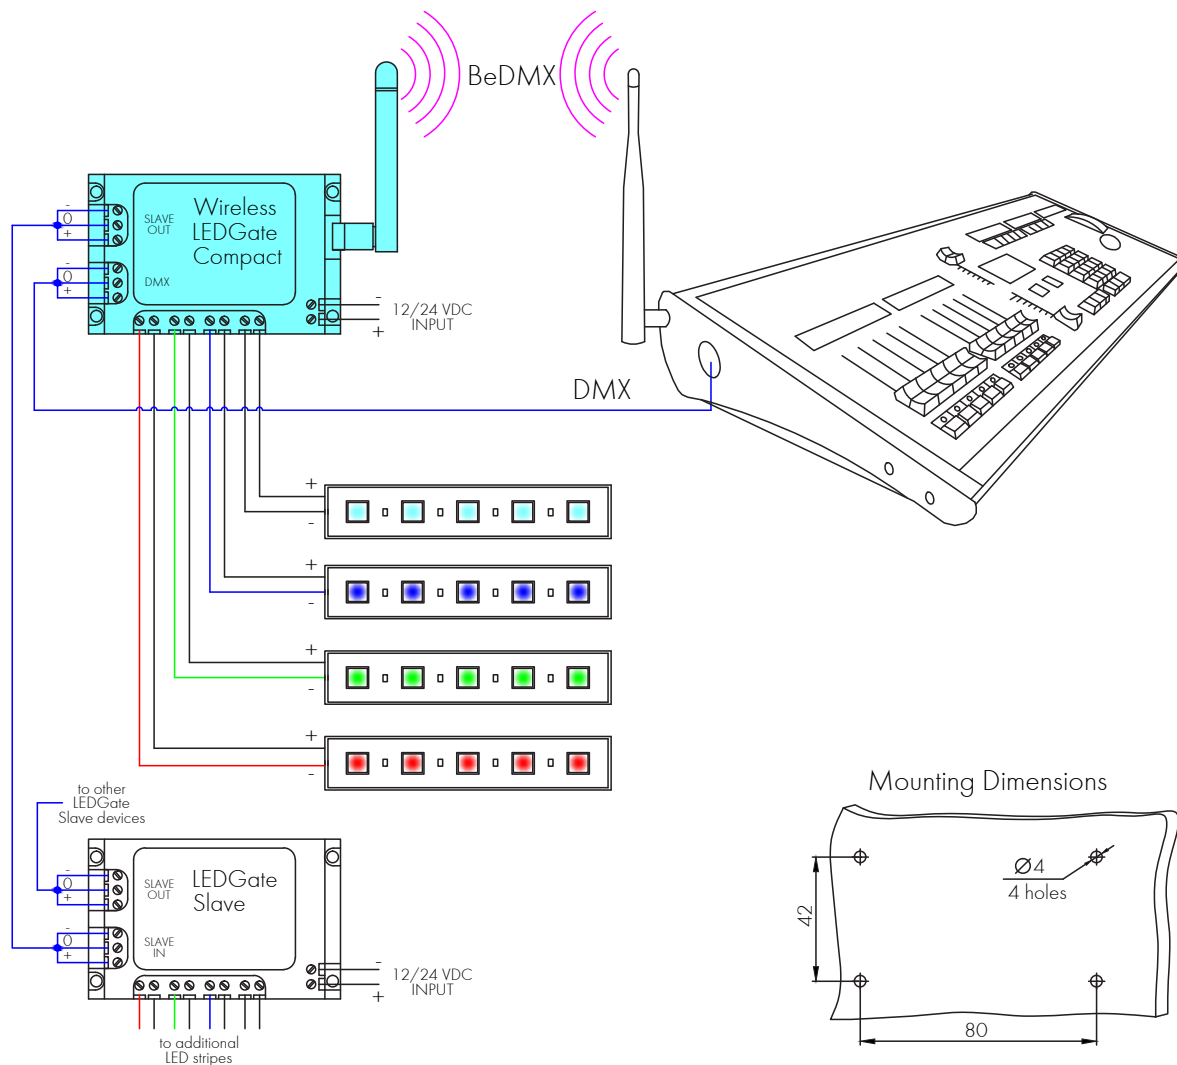 BeDMX
Wireless
LEDGate
Compact
-
0
+
SLAVE
OUT
-
0
+
DMX
-
12/24 VDC
INPUT
+
DMX
+
-
+
-
+
-
+
-
to other
LEDGate
Slave devices
LEDGate
Slave
-
0
+
SLAVE
OUT
-
0
+
SLAVE
IN
-
12/24 VDC
INPUT
+
to additional
LED stripes
Mounting Dimensions
Ø4
4 holes
42
80